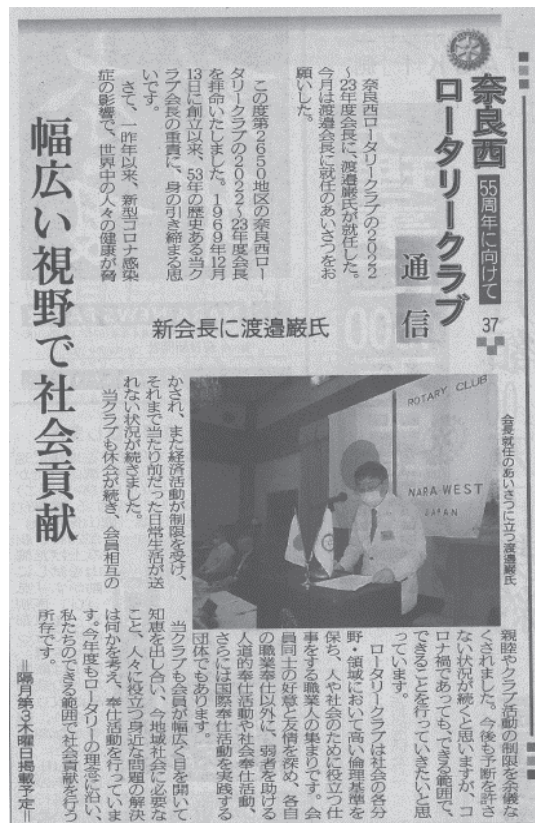 奈良西
ロータリークラブ
55周年に向けて
通信
37
新会長に渡邉巖氏
幅広い視野で社会貢献
奈良西ロータリークラブの2022
〜23年度会長に、渡邉巖氏が就任した。
今月は渡邉会長に就任のあいさつをお
願いした。
この度第2650地区の奈良西ロー
タリークラブの2022〜23年度会長
を拝命いたしました。1969年12月
13日に創立以来、53年の歴史ある当ク
ラブ会長の重責に、身の引き締まる思
いです。
さて、一昨年以来、新型コロナ感染
症の影響で、世界中の人々の健康が脅
かされ、また経済活動が制限を受け、
それまで当たり前だった日常生活が送
れない状況が続きました。
当クラブも休会が続き、会員相互の
親睦やクラブ活動の制限を余儀な
くされました。今後も予断を許さ
ない状況が続くと思いますが、コ
ロナ禍であっても、できる範囲で、
できることを行っていきたいと思
っています。
ロータリークラブは社会の各分
野・領域において高い倫理基準を
保ち、人や社会のために役立つ仕
事をする職業人の集まりです。会
員同士の好意と友情を深め、各自
の職業奉仕以外に、弱者を助ける
人道的奉仕活動や社会奉仕活動、
さらには国際奉仕活動を実践する
団体でもあります。
当クラブも会員が幅広く目を開いて
知恵を出し合い、今地域社会に必要な
こと、人々に役立つ身近な問題の解決
は何かを考え、奉仕活動を行っていま
す。今年度もロータリーの理念に沿い、
私たちのできる範囲で社会貢献を行う
所存です。
＝隔月第3木曜日掲載予定＝
会長就任のあいさつに立つ渡邉巖氏
ROTARY CLUB
NARA WEST
JAPAN